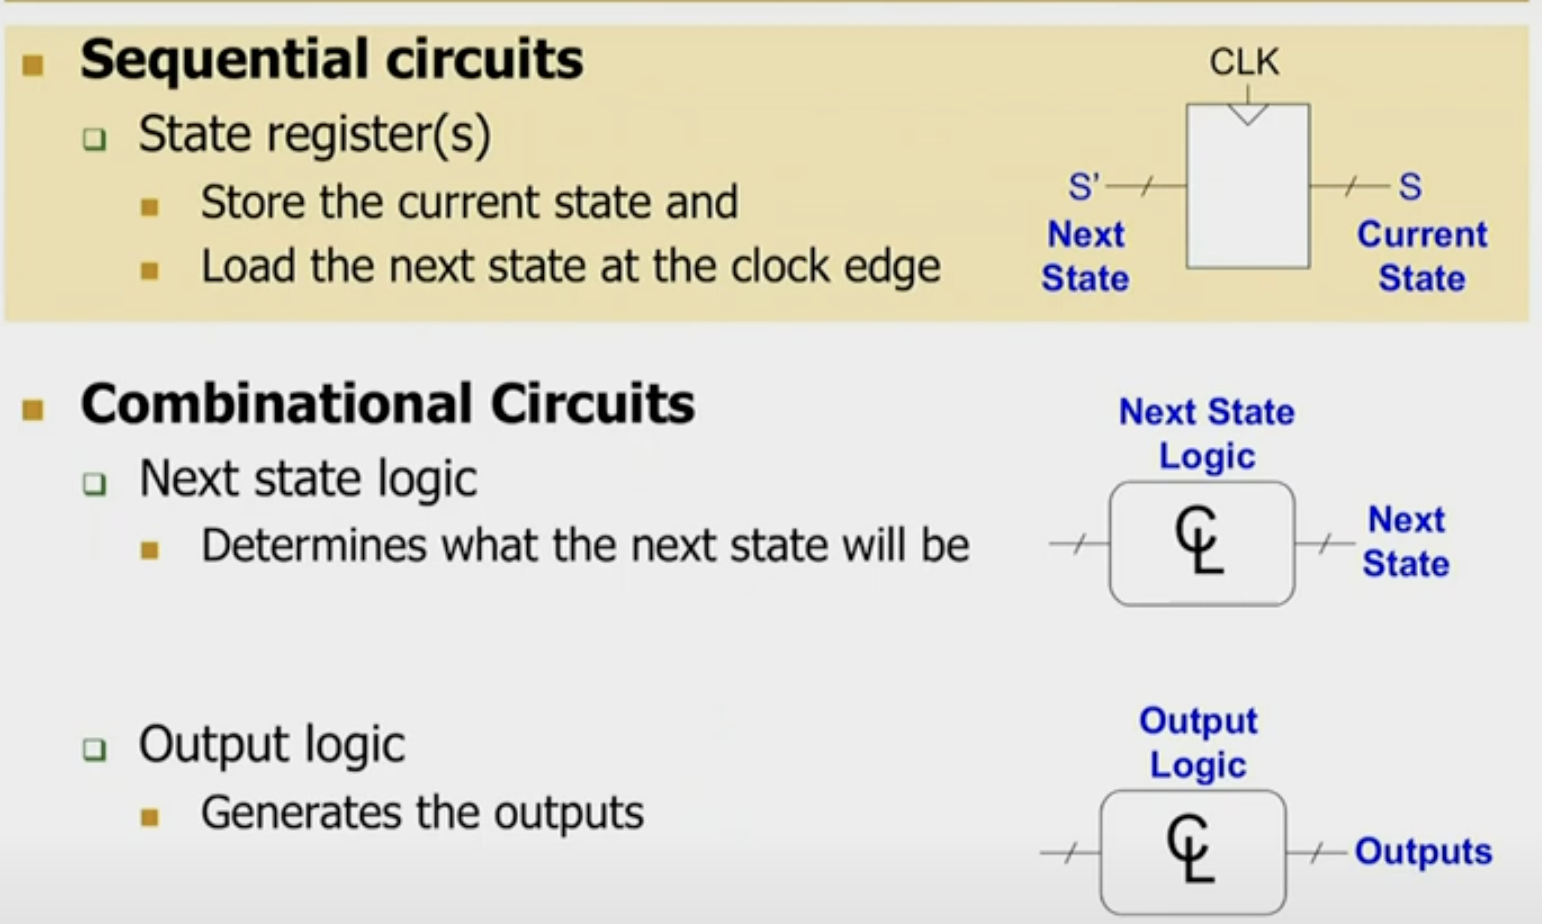 Sequential circuits
State register(s)
Store the current state and
Load the next state at the clock edge
CLK
S'
S
Next
State
Current
State
Combinational Circuits
Next state logic
Determines what the next state will be
Next State
Logic
CL
Next
State
Output logic
Generates the outputs
Output
Logic
CL
Outputs